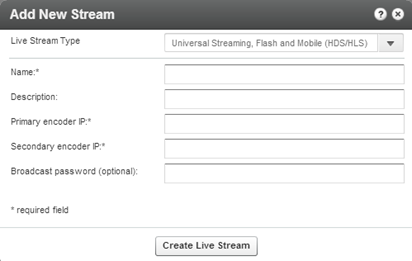 Add New Stream ? x
Live Stream Type Universal Streaming, Flash and Mobile (HDS/HLS)
Name:*
Description:
Primary encoder IP:*
Secondary encoder IP:*
Broadcast password (optional):
* required field
Create Live Stream